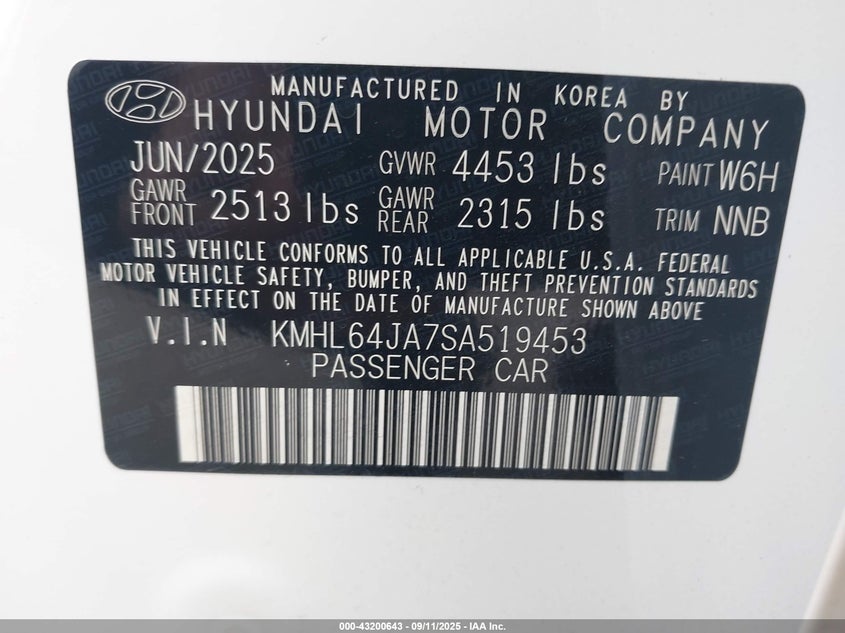 MANUFACTURED IN KOREA BY
HYUNDAI MOTOR COMPANY
JUN/2025 GVWR 4453 lbs PAINT W6H
GAWR FRONT 2513 lbs GAWR REAR 2315 lbs TRIM NNB
THIS VEHICLE CONFORMS TO ALL APPLICABLE U.S.A. FEDERAL
MOTOR VEHICLE SAFETY, BUMPER, AND THEFT PREVENTION STANDARDS
IN EFFECT ON THE DATE OF MANUFACTURE SHOWN ABOVE
V.I.N KMHL64JA7SA519453
PASSENGER CAR
000-43200643 - 09/11/2025 - IAA Inc.